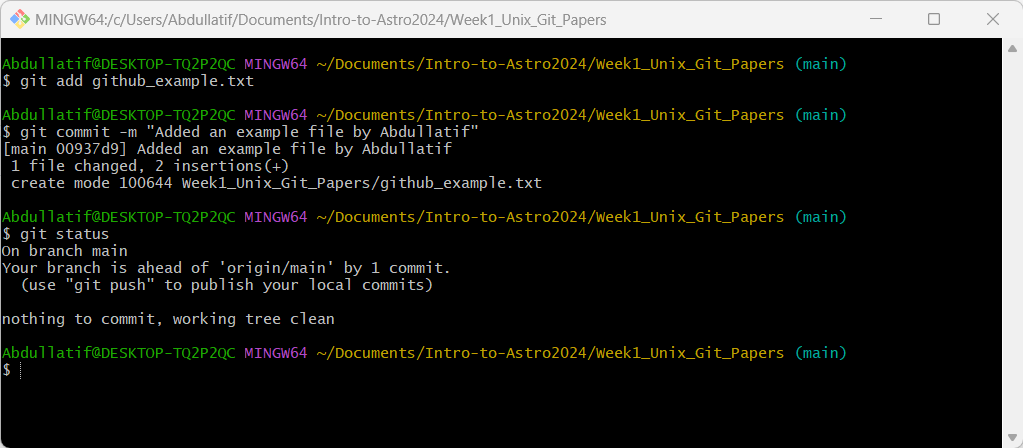 MINGW64:/c/Users/Abdullatif/Documents/Intro-to-Astro2024/Week1_Unix_Git_Papers
Abdullatif@DESKTOP-TQ2P2QC MINGW64 ~/Documents/Intro-to-Astro2024/Week1_Unix_Git_Papers (main)
$ git add github_example.txt
Abdullatif@DESKTOP-TQ2P2QC MINGW64 ~/Documents/Intro-to-Astro2024/Week1_Unix_Git_Papers (main)
$ git commit -m "Added an example file by Abdullatif"
[main 00937d9] Added an example file by Abdullatif
 1 file changed, 2 insertions(+)
 create mode 100644 Week1_Unix_Git_Papers/github_example.txt
Abdullatif@DESKTOP-TQ2P2QC MINGW64 ~/Documents/Intro-to-Astro2024/Week1_Unix_Git_Papers (main)
$ git status
On branch main
Your branch is ahead of 'origin/main' by 1 commit.
  (use "git push" to publish your local commits)
nothing to commit, working tree clean
Abdullatif@DESKTOP-TQ2P2QC MINGW64 ~/Documents/Intro-to-Astro2024/Week1_Unix_Git_Papers (main)
$